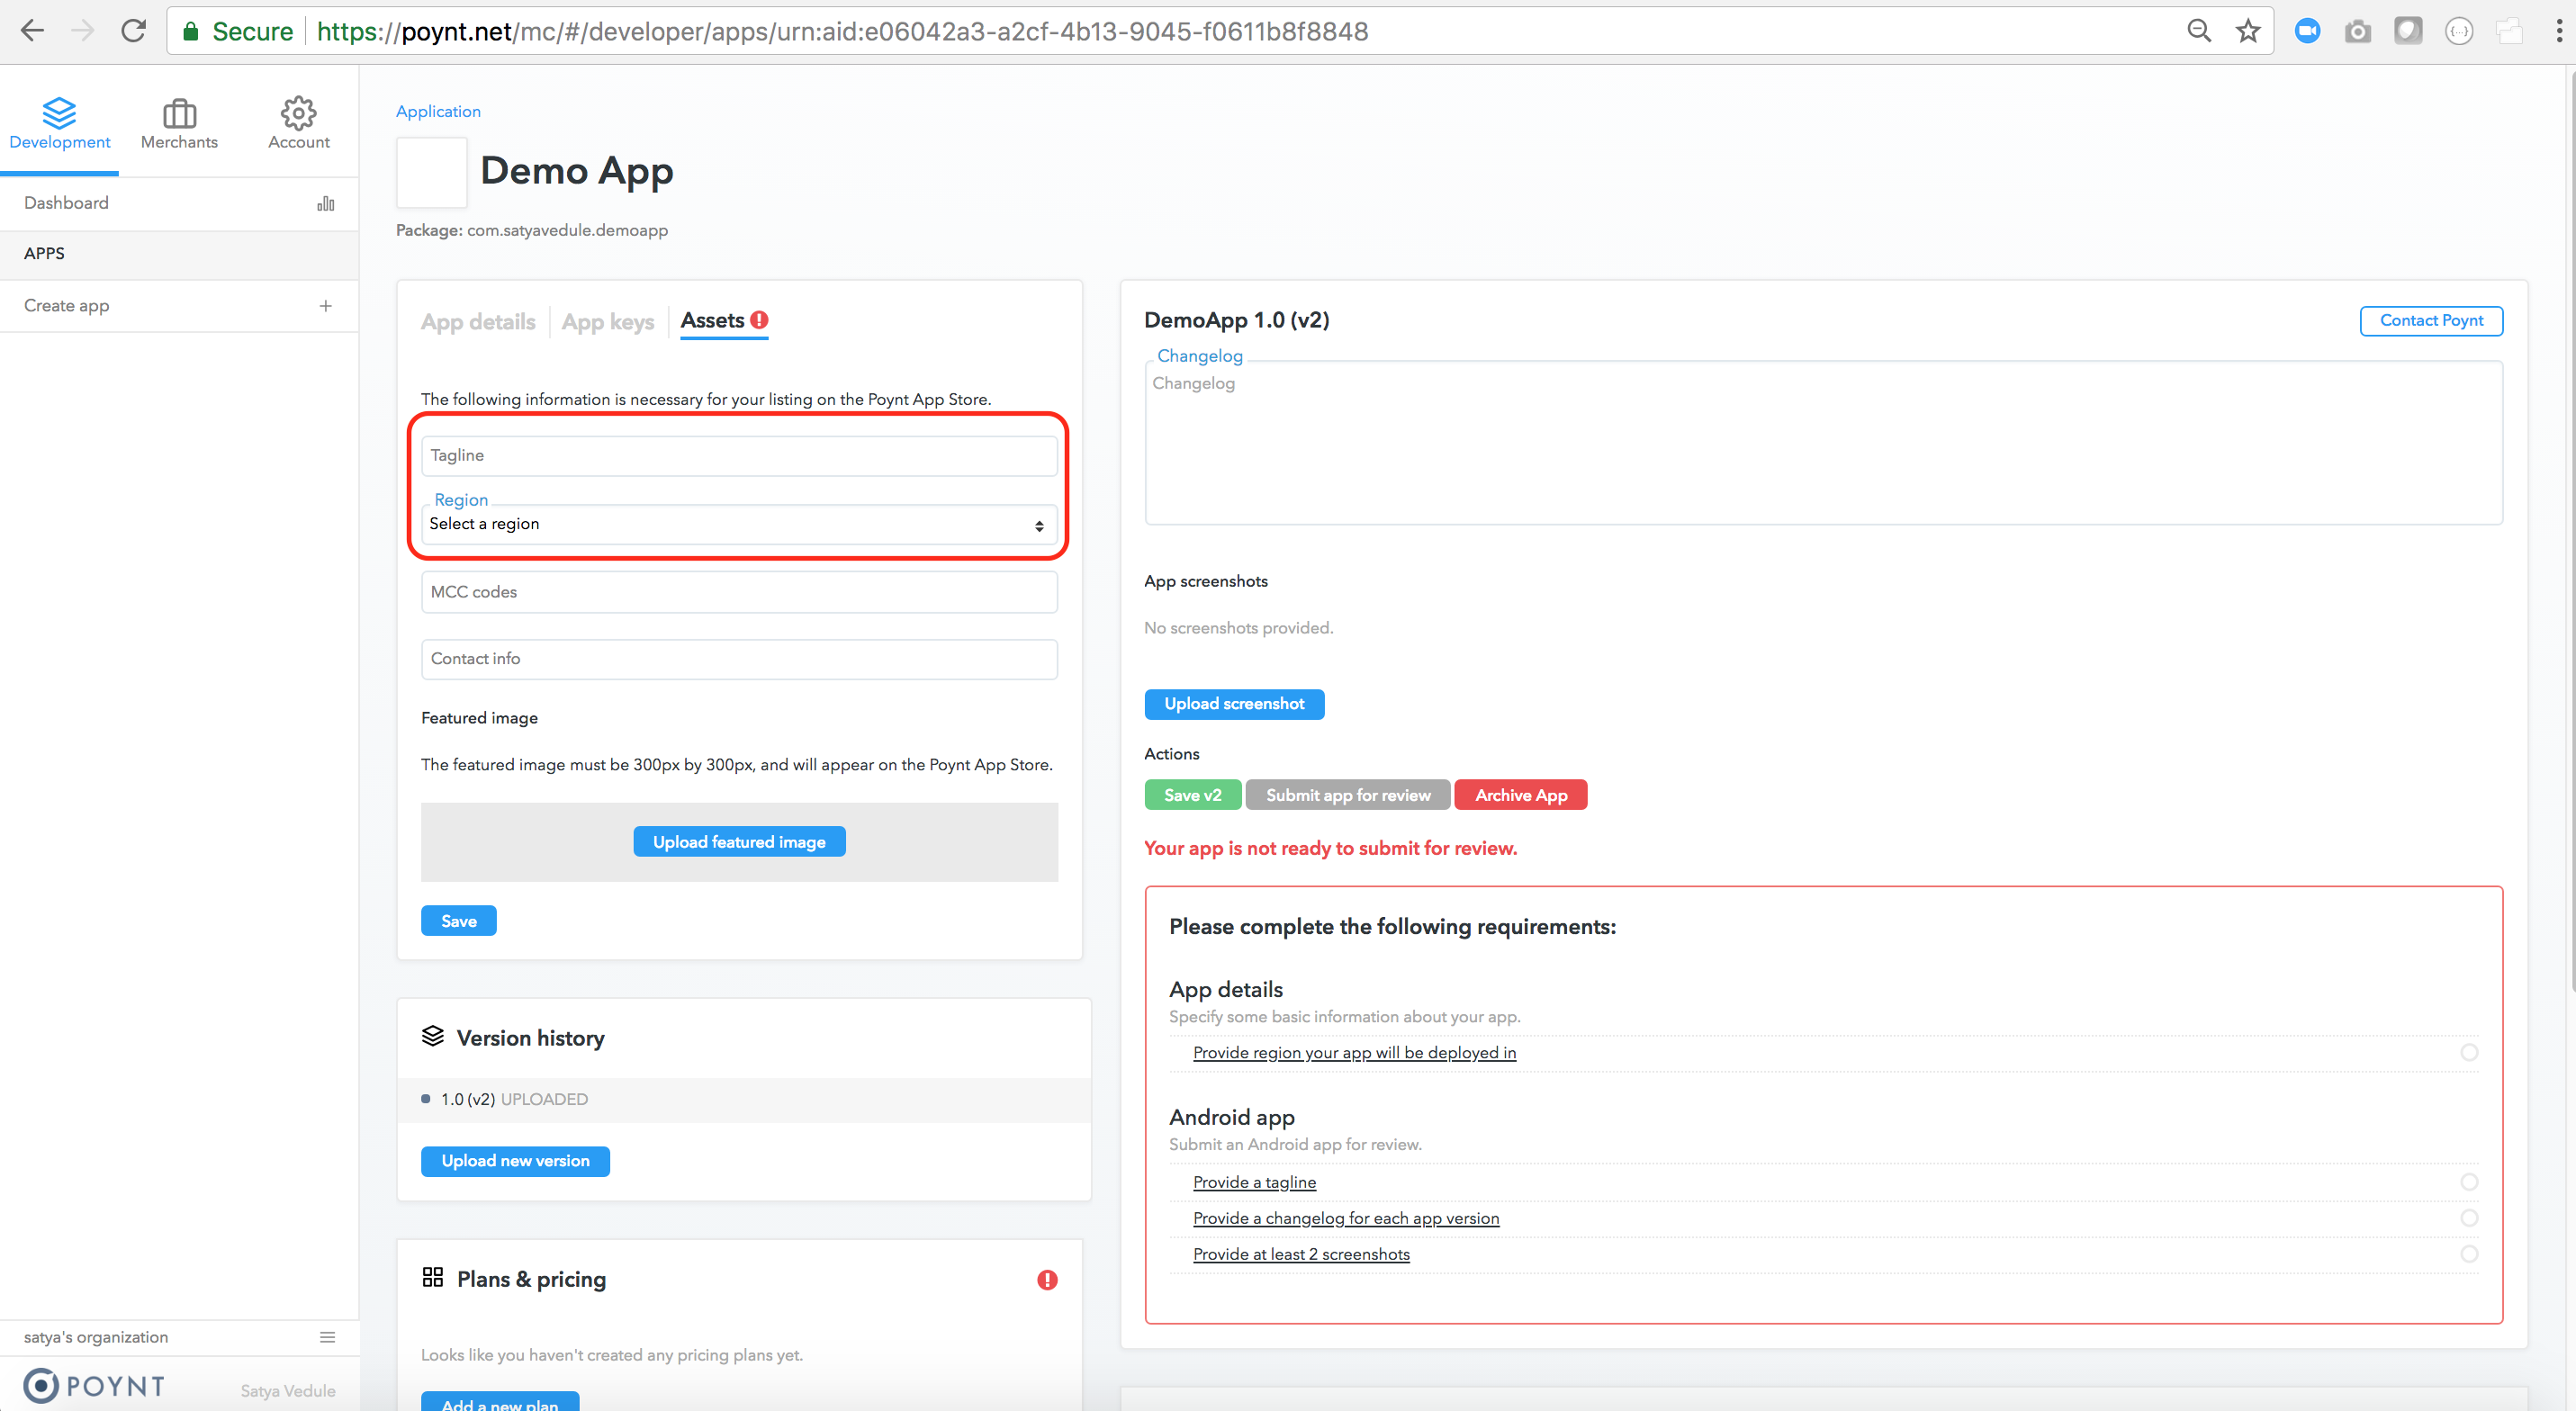 Secure https://poynt.net/mc/#/developer/apps/urn:aid:e06042a3-a2cf-4b13-9045-f0611b8f8848
Development Merchants Account
Dashboard
APPS
Create app
satya's organization
POYNT Satya Vedule
Application
Demo App
Package: com.satyavedule.demoapp
App details App keys Assets
The following information is necessary for your listing on the Poynt App Store.
Tagline
Region
Select a region
MCC codes
Contact info
Featured image
The featured image must be 300px by 300px, and will appear on the Poynt App Store.
Upload featured image
Save
Version history
1.0 (v2) UPLOADED
Upload new version
Plans & pricing
Looks like you haven't created any pricing plans yet.
Add a new plan
DemoApp 1.0 (v2)
Contact Poynt
Changelog
Changelog
App screenshots
No screenshots provided.
Upload screenshot
Actions
Save v2 Submit app for review Archive App
Your app is not ready to submit for review.
Please complete the following requirements:
App details
Specify some basic information about your app.
Provide region your app will be deployed in
Android app
Submit an Android app for review.
Provide a tagline
Provide a changelog for each app version
Provide at least 2 screenshots